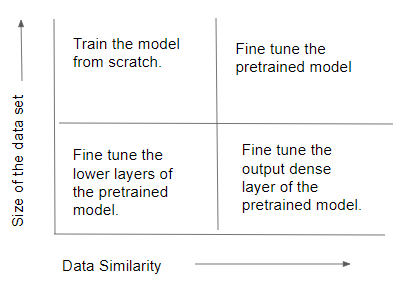 Train the model
from scratch.
Fine tune the
pretrained model
Fine tune the
lower layers of
the pretrained
model.
Fine tune the
output dense
layer of the
pretrained model.
Size of the data set
Data Similarity